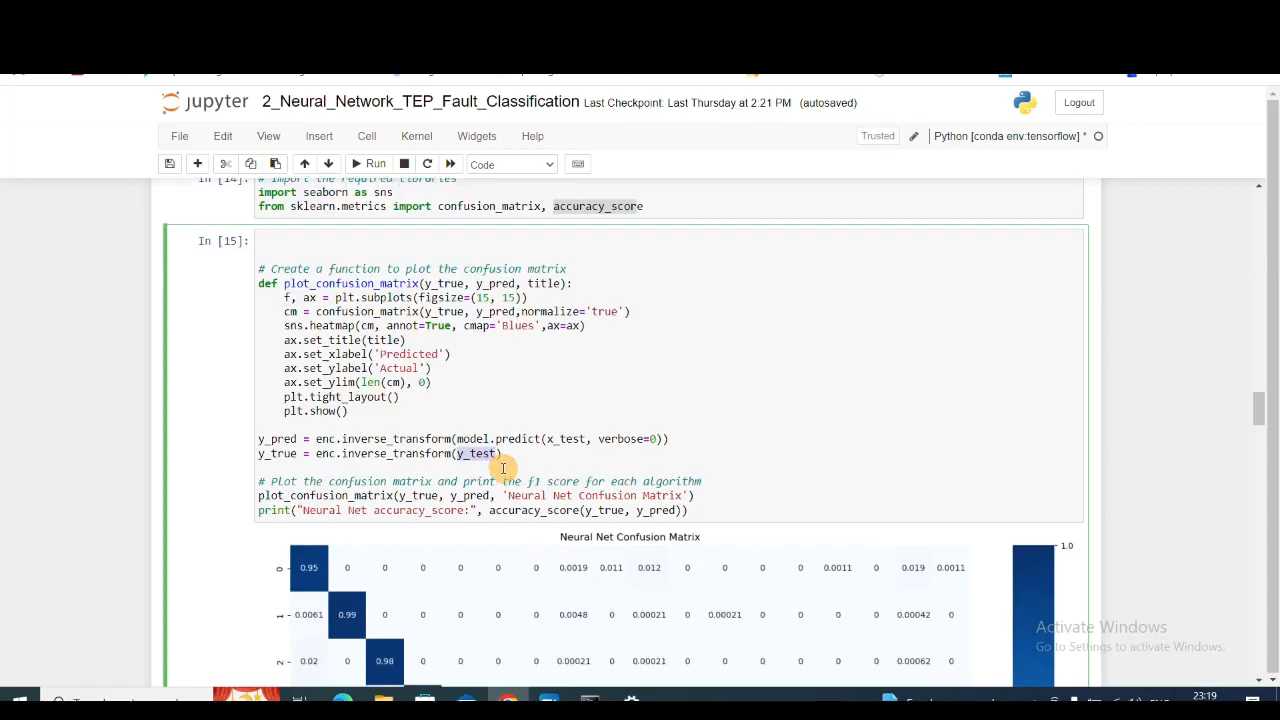 jupyter 2_Neural_Network_TEP_Fault_Classification Last Checkpoint: Last Thursday at 2:21 PM (autosaved)
Logout
File Edit View Insert Cell Kernel Widgets Help
Trusted
Python [conda env:tensorflow] *
Run
Code
In [14]: # Import the required libraries
import seaborn as sns
from sklearn.metrics import confusion_matrix, accuracy_score
In [15]:
# Create a function to plot the confusion matrix
def plot_confusion_matrix(y_true, y_pred, title):
f, ax = plt.subplots(figsize=(15, 15))
cm = confusion_matrix(y_true, y_pred,normalize='true')
sns.heatmap(cm, annot=True, cmap='Blues',ax=ax)
ax.set_title(title)
ax.set_xlabel('Predicted')
ax.set_ylabel('Actual')
ax.set_ylim(len(cm), 0)
plt.tight_layout()
plt.show()
y_pred = enc.inverse_transform(model.predict(x_test, verbose=0))
y_true = enc.inverse_transform(y_test)
# Plot the confusion matrix and print the f1 score for each algorithm
plot_confusion_matrix(y_true, y_pred, 'Neural Net Confusion Matrix')
print("Neural Net accuracy_score:", accuracy_score(y_true, y_pred))
Neural Net Confusion Matrix
1.0
0 0.95 0 0 0 0 0 0 0.0019 0.011 0.012 0 0 0 0 0.0011 0 0.019 0.0011
1 0.0061 0.99 0 0 0 0 0 0.0048 0 0.00021 0 0.00021 0 0 0 0 0.00042 0
2 0.02 0 0.98 0 0 0 0 0.00021 0 0.00021 0 0 0 0 0 0 0.00062 0
Activate Windows
Go to Settings to activate Windows.
23:19